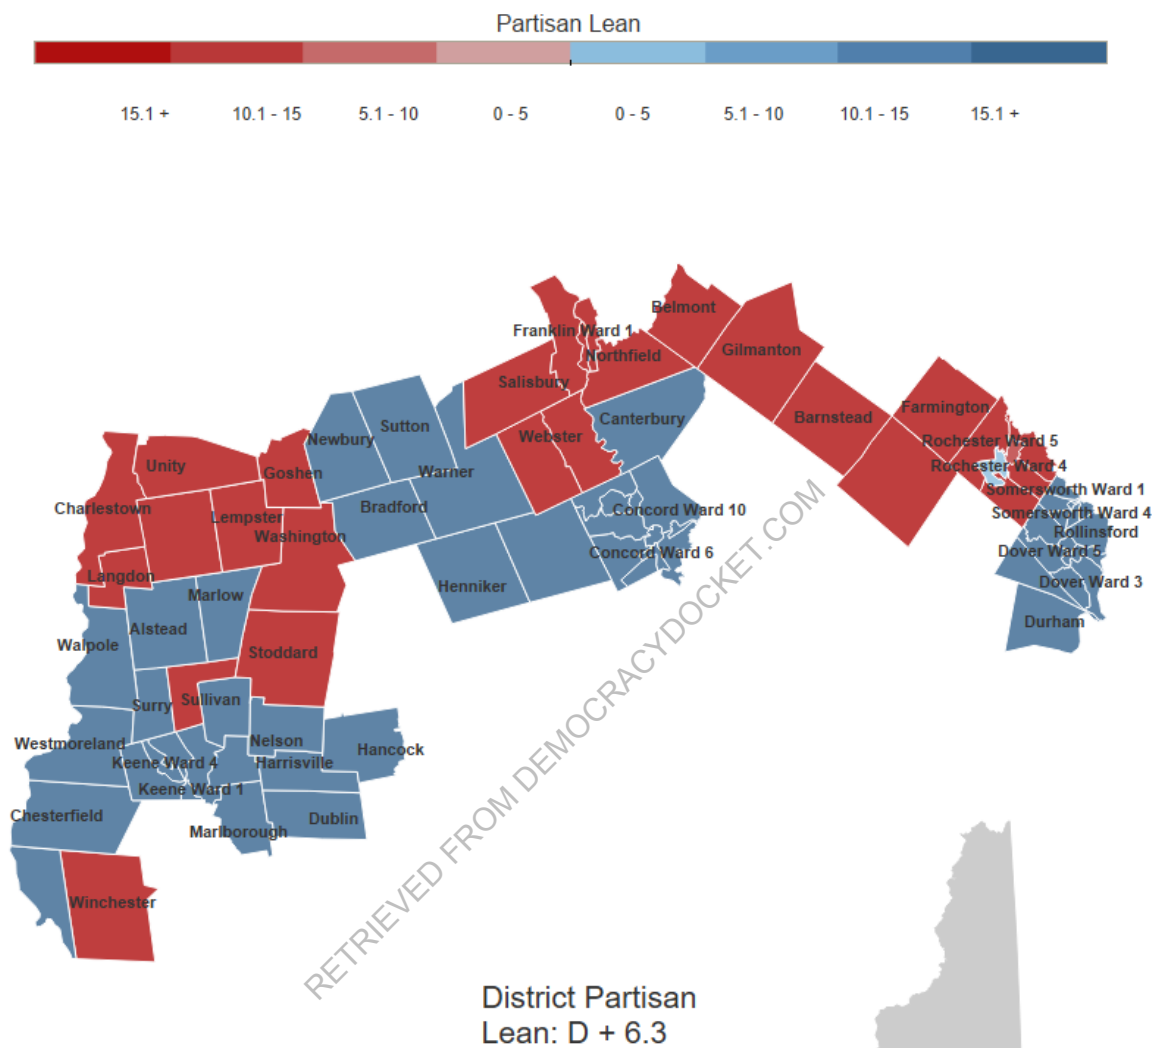 Partisan Lean
15.1 + 10.1 - 15 5.1 - 10 0 - 5 0 - 5 5.1 - 10 10.1 - 15 15.1 +
Belmont
Franklin Ward 1
Gilmanton
Northfield
Salisbury
Farmington
Barnstead
Canterbury
Sutton
Newbury
Webster
Rochester Ward 5
Unity
Goshen
Warner
Rochester Ward 4
Somersworth Ward 1
Charlestown
Bradford
Concord Ward 10
Somersworth Ward 4
Lempster
Washington
Rollinsford
Concord Ward 6
Dover Ward 5
Langdon
Henniker
Dover Ward 3
Marlow
Durham
Alstead
Walpole
Stoddard
Surry
Sullivan
Westmoreland
Nelson
Hancock
Keene Ward 4
Harrisville
Keene Ward 1
Chesterfield
Dublin
Marlborough
Winchester
RETRIEVED FROM DEMOCRACYDOCKET.COM
District Partisan
Lean: D + 6.3